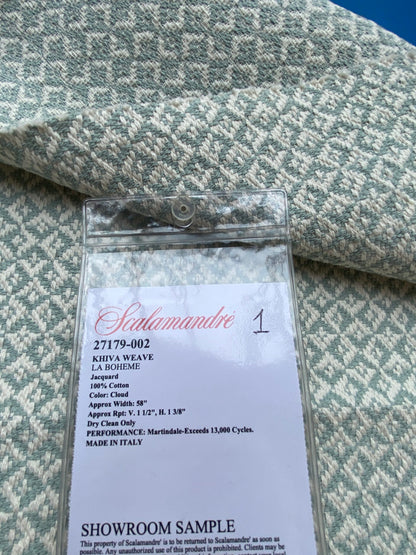 Scalamandré 1
27179-002
KHIVA WEAVE
LA BOHEME
Jacquard
100% Cotton
Color: Cloud
Approx Width: 58"
Approx Rpt: V. 1 1/2", H. 1 3/8"
Dry Clean Only
PERFORMANCE: Martindale-Exceeds 13,000 Cycles.
MADE IN ITALY
SHOWROOM SAMPLE
This property of Scalamandre' is to be returned to Scalamandre' as soon as
possible. Any unauthorized use of this product is prohibited. Clients may be